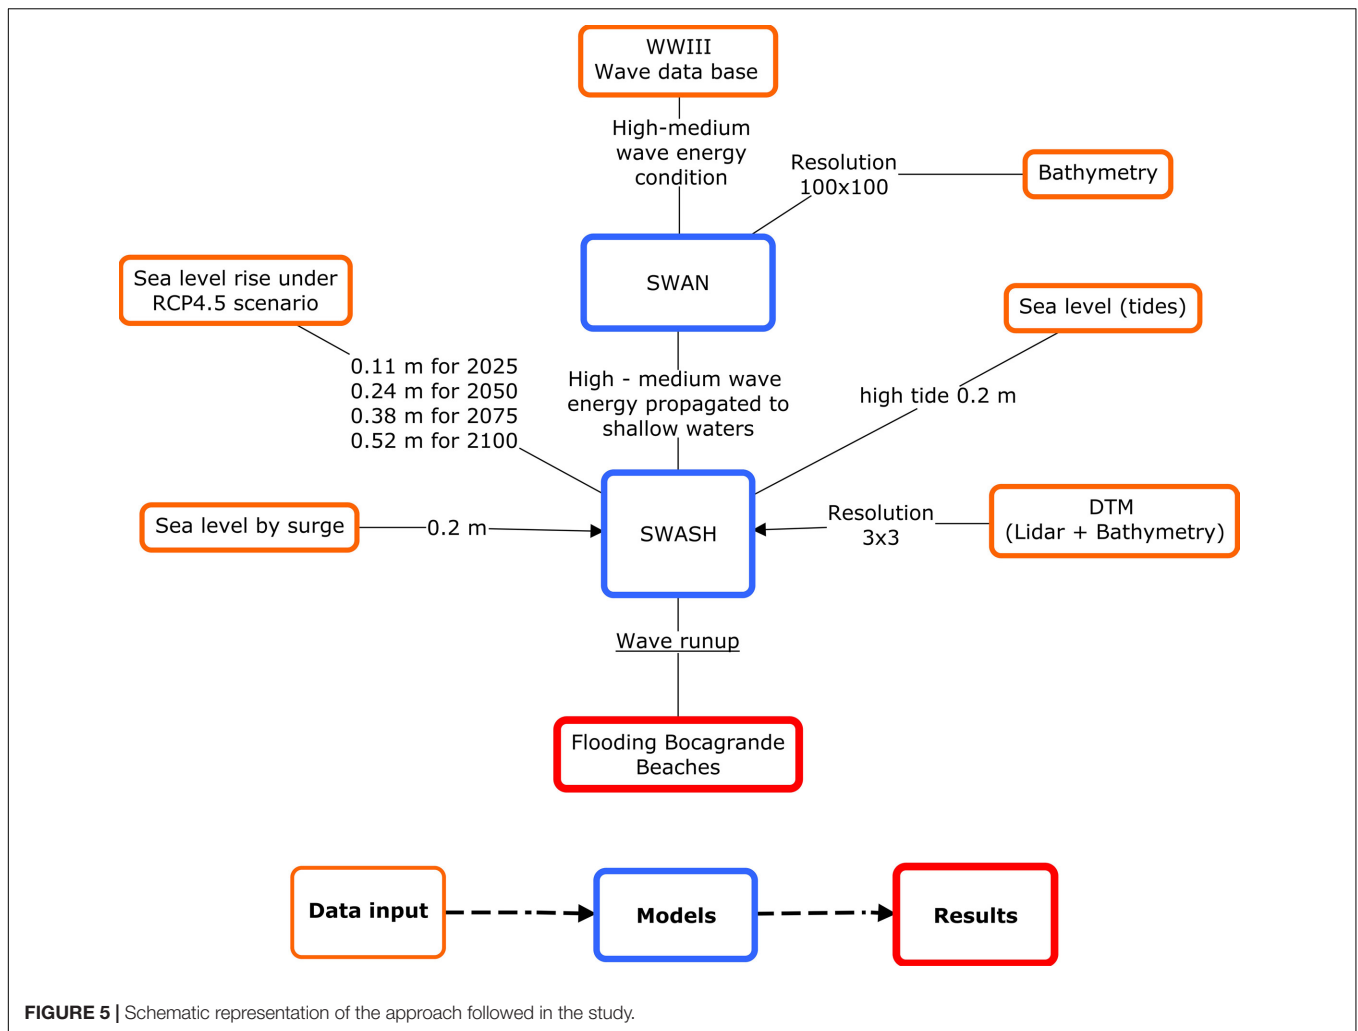 WWIII
Wave data base
High-medium
wave energy
condition
Resolution
100x100
Bathymetry
SWAN
Sea level rise under
RCP4.5 scenario
Sea level (tides)
0.11 m for 2025
0.24 m for 2050
0.38 m for 2075
0.52 m for 2100
High - medium wave
energy propagated to
shallow waters
high tide 0.2 m
Sea level by surge
0.2 m
SWASH
Resolution
3x3
DTM
(Lidar + Bathymetry)
Wave runup
Flooding Bocagrande
Beaches
Data input
Models
Results
FIGURE 5 | Schematic representation of the approach followed in the study.